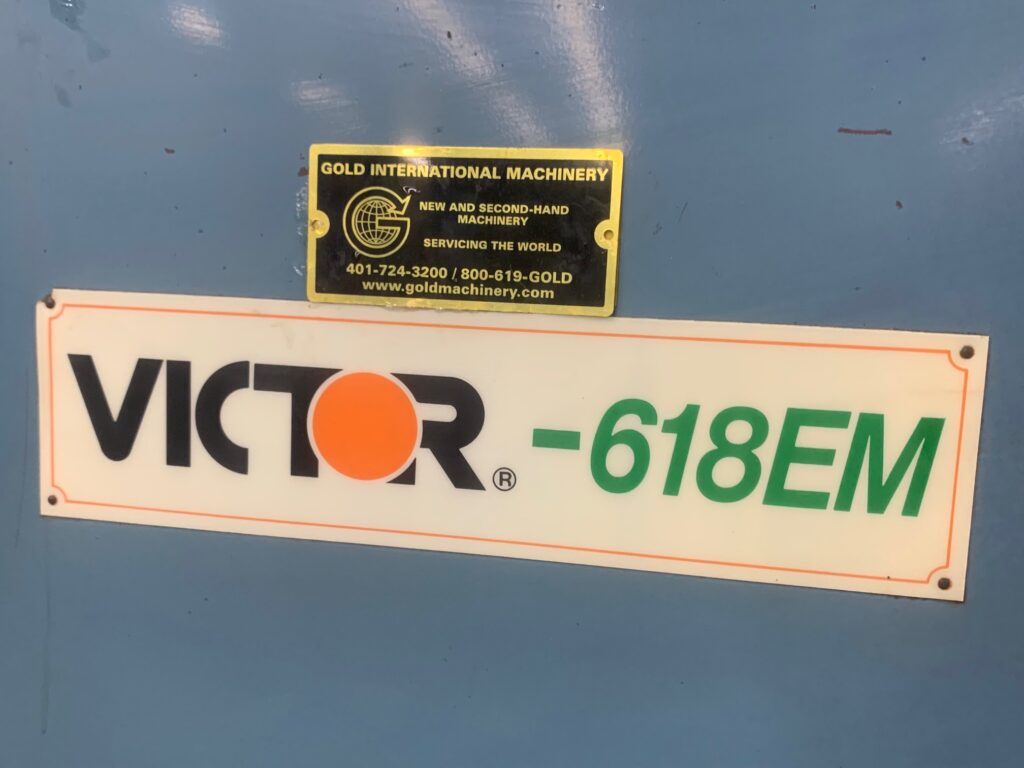 GOLD INTERNATIONAL MACHINERY
G
NEW AND SECOND-HAND
MACHINERY
SERVICING THE WORLD
401-724-3200 / 800-619-GOLD
www.goldmachinery.com
VICTOR® -618EM